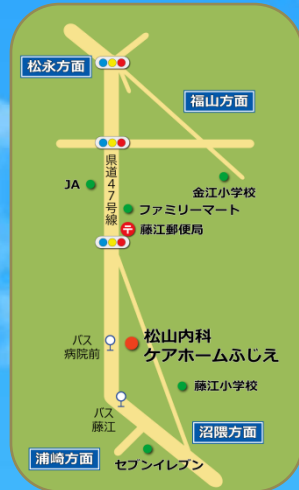 松永方面
福山方面
県道47号線
JA
金江小学校
ファミリーマート
〒 藤江郵便局
バス
病院前
松山内科
ケアホームふじえ
藤江小学校
バス
藤江
沼隈方面
浦崎方面
セブンイレブン